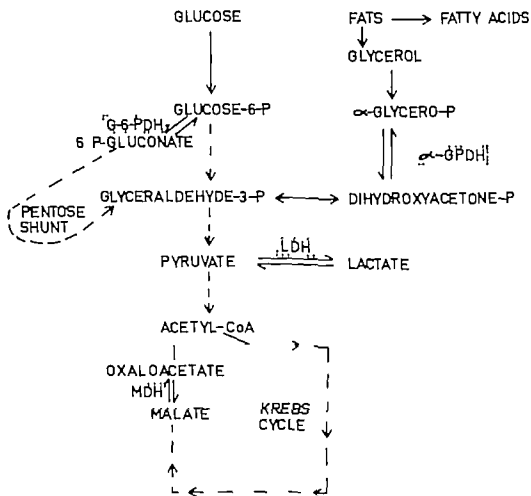 GLUCOSE
FATS
FATTY ACIDS
GLYCEROL
GLUCOSE-6-P
α-GLYCERO-P
G-6-PDH
6 P-GLUCONATE
α-GPDH
GLYCERALDEHYDE-3-P
DIHYDROXYACETONE-P
PENTOSE
SHUNT
LDH
PYRUVATE
LACTATE
ACETYL-CoA
OXALOACETATE
MDH
MALATE
KREBS
CYCLE